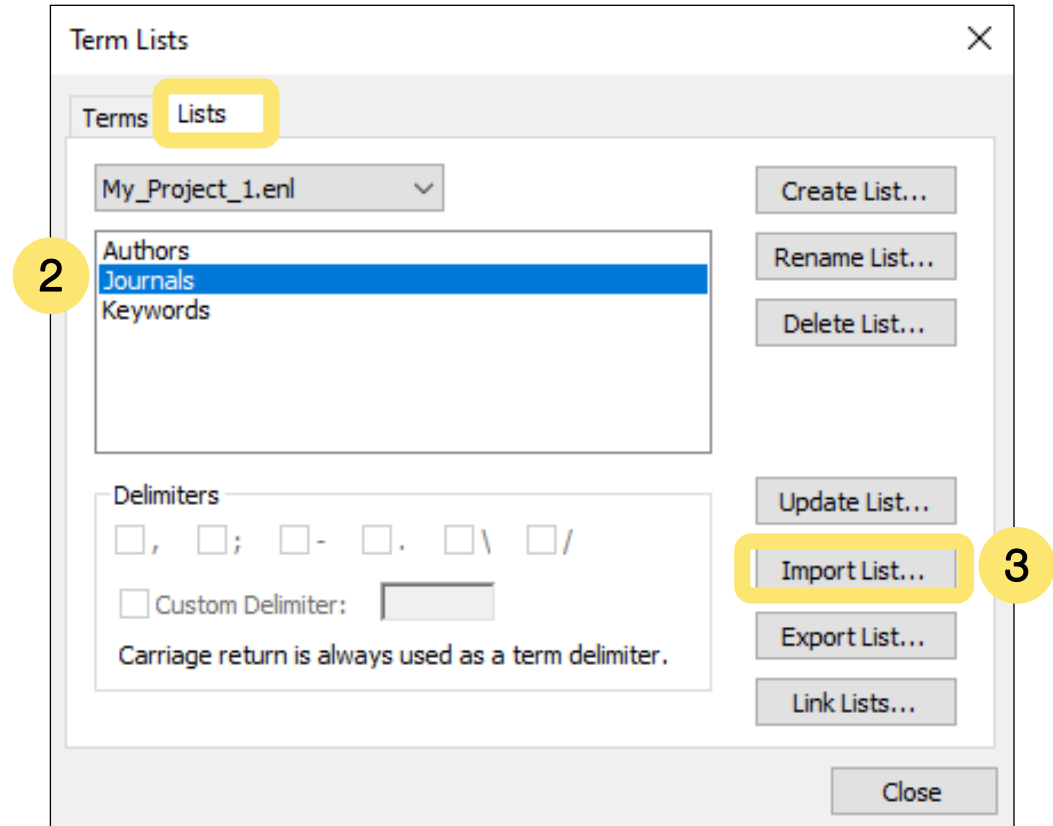 Term Lists
Terms
Lists
My_Project_1.enl
Create List...
2
Authors
Journals
Keywords
Rename List...
Delete List...
Delimiters
, ; - . \ /
Custom Delimiter:
Carriage return is always used as a term delimiter.
Update List...
Import List...
3
Export List...
Link Lists...
Close